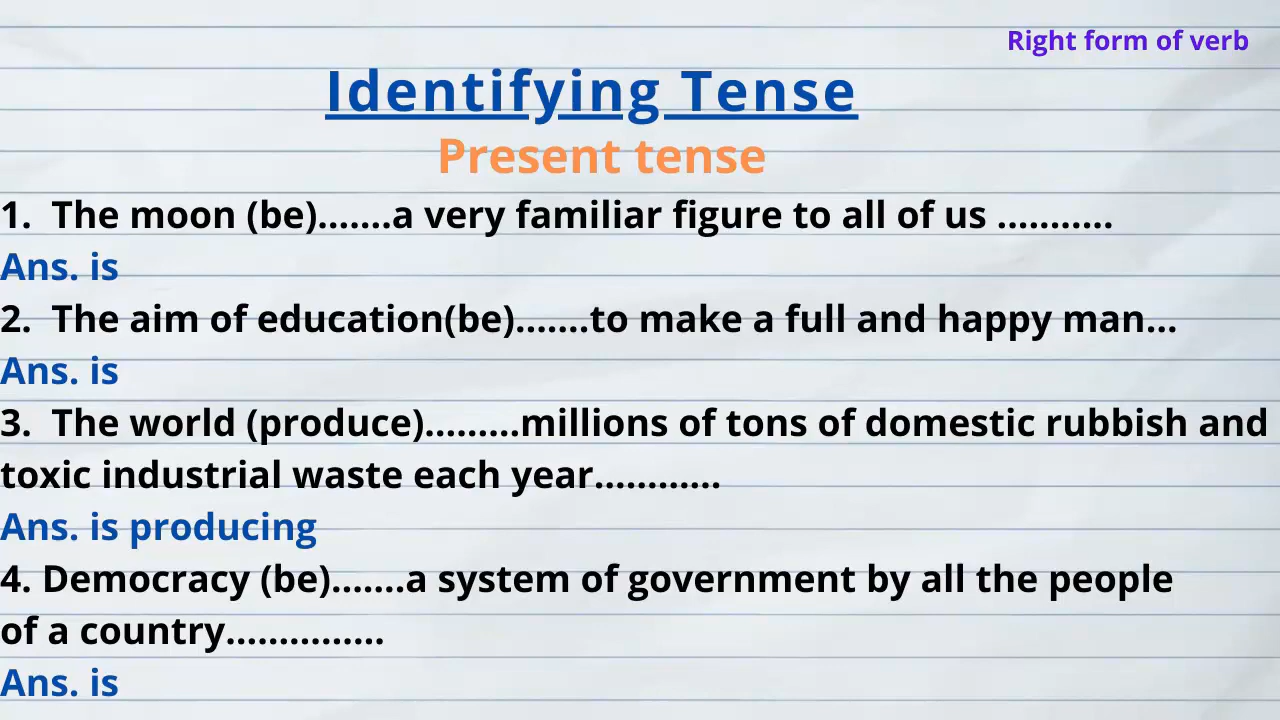 Right form of verb
Identifying Tense
Present tense
1.  The moon (be).......a very familiar figure to all of us ...........
Ans. is
2.  The aim of education(be).......to make a full and happy man...
Ans. is
3.  The world (produce).........millions of tons of domestic rubbish and
toxic industrial waste each year............
Ans. is producing
4. Democracy (be).......a system of government by all the people
of a country...............
Ans. is